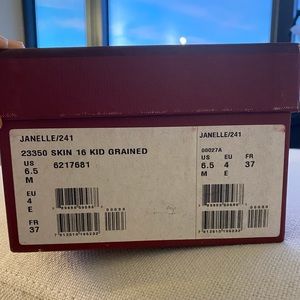 JANELLE/241
23350 SKIN 16 KID GRAINED
US
6.5
M
6217681
EU
4
E
FR
37
JANELLE/241
00027A
US
6.5
M
EU
4
E
FR
37